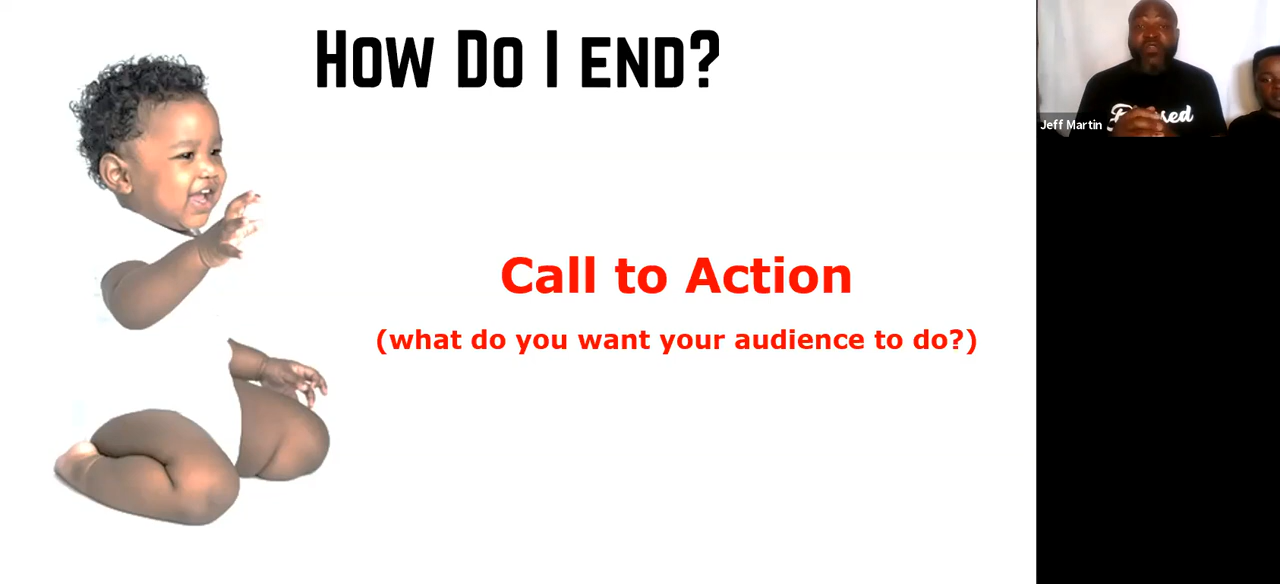 How Do I end?
Call to Action
(what do you want your audience to do?)
Jeff Martin